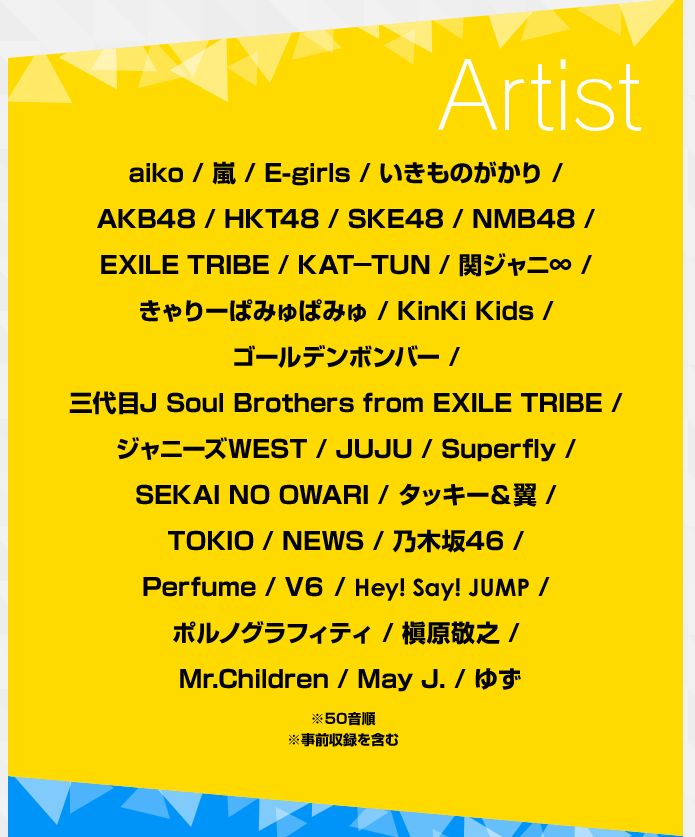 Artist
aiko / 嵐 / E-girls / いきものがかり /
AKB48 / HKT48 / SKE48 / NMB48 /
EXILE TRIBE / KAT−TUN / 関ジャニ∞ /
きゃりーぱみゅぱみゅ / KinKi Kids /
ゴールデンボンバー /
三代目J Soul Brothers from EXILE TRIBE /
ジャニーズWEST / JUJU / Superfly /
SEKAI NO OWARI / タッキー&翼 /
TOKIO / NEWS / 乃木坂46 /
Perfume / V6 / Hey! Say! JUMP /
ポルノグラフィティ / 槇原敬之 /
Mr.Children / May J. / ゆず
※50音順
※事前収録を含む